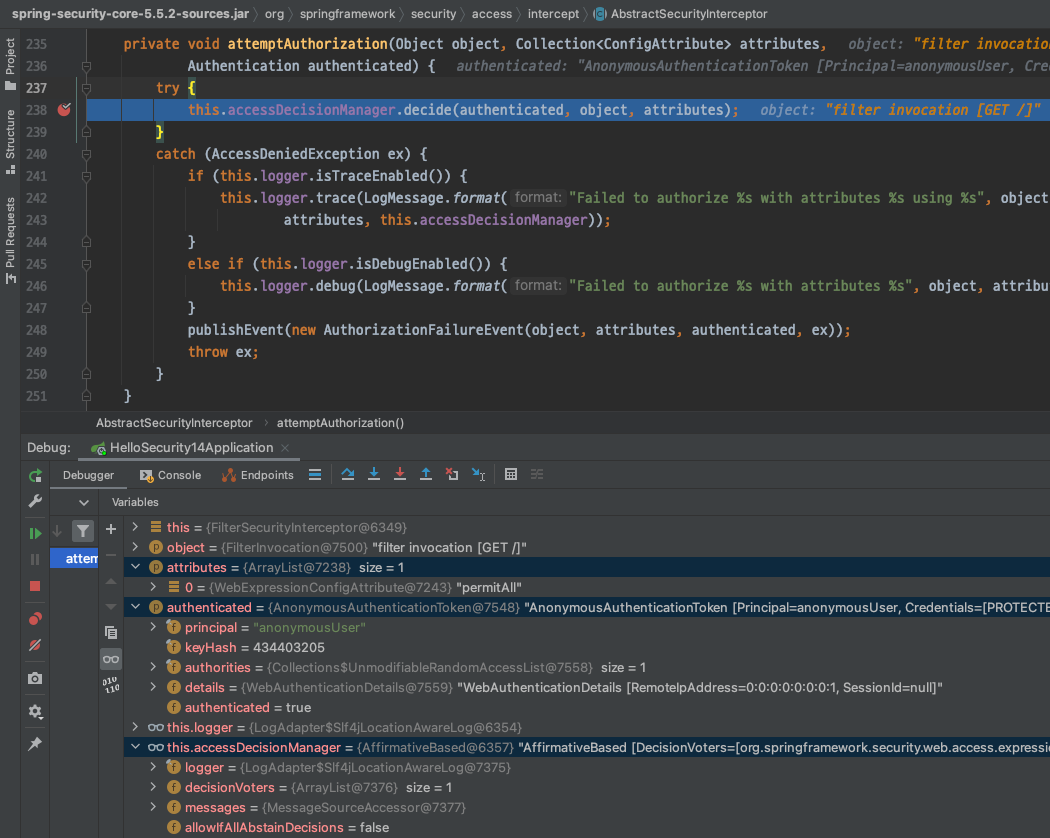 spring-security-core-5.5.2-sources.jar org springframework security access intercept AbstractSecurityInterceptor
Project
Structure
Pull Requests
235 private void attemptAuthorization(Object object, Collection<ConfigAttribute> attributes, object: "filter invocation
236 Authentication authenticated) { authenticated: "AnonymousAuthenticationToken [Principal=anonymousUser, Cre
237 try {
238 this.accessDecisionManager.decide(authenticated, object, attributes); object: "filter invocation [GET /]"
239 }
240 catch (AccessDeniedException ex) {
241 if (this.logger.isTraceEnabled()) {
242 this.logger.trace(LogMessage.format( format: "Failed to authorize %s with attributes %s using %s", object
243 attributes, this.accessDecisionManager));
244 }
245 else if (this.logger.isDebugEnabled()) {
246 this.logger.debug(LogMessage.format( format: "Failed to authorize %s with attributes %s", object, attribu
247 }
248 publishEvent(new AuthorizationFailureEvent(object, attributes, authenticated, ex));
249 throw ex;
250 }
251 }
AbstractSecurityInterceptor attemptAuthorization()
Debug: HelloSecurity14Application
Debugger Console Endpoints
Variables
attem
this = {FilterSecurityInterceptor@6349}
object = {FilterInvocation@7500} "filter invocation [GET /]"
attributes = {ArrayList@7238} size = 1
0 = {WebExpressionConfigAttribute@7243} "permitAll"
authenticated = {AnonymousAuthenticationToken@7548} "AnonymousAuthenticationToken [Principal=anonymousUser, Credentials=[PROTECTE
principal = "anonymousUser"
keyHash = 434403205
authorities = {Collections$UnmodifiableRandomAccessList@7558} size = 1
details = {WebAuthenticationDetails@7559} "WebAuthenticationDetails [RemoteIpAddress=0:0:0:0:0:0:0:1, SessionId=null]"
authenticated = true
this.logger = {LogAdapter$Slf4jLocationAwareLog@6354}
this.accessDecisionManager = {AffirmativeBased@6357} "AffirmativeBased [DecisionVoters=[org.springframework.security.web.access.expressio
logger = {LogAdapter$Slf4jLocationAwareLog@7375}
decisionVoters = {ArrayList@7376} size = 1
messages = {MessageSourceAccessor@7377}
allowIfAllAbstainDecisions = false